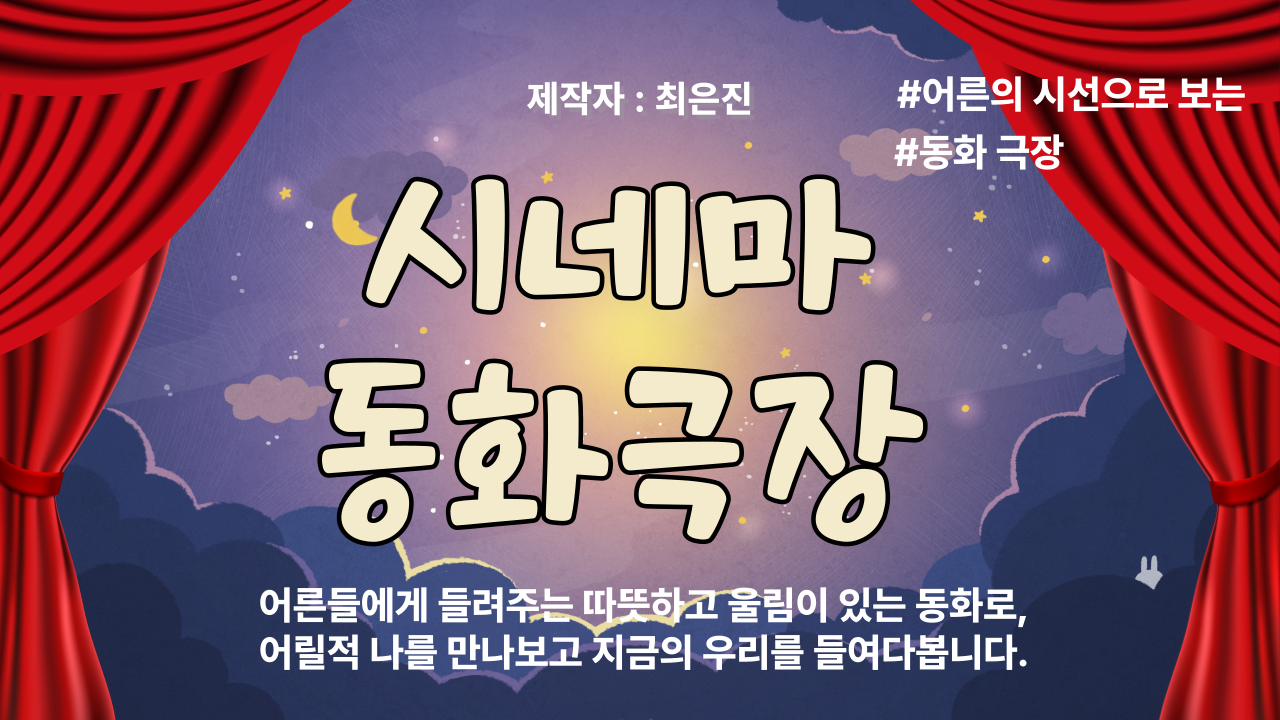 제작자 : 최은진
#어른의 시선으로 보는
#동화 극장
시네마
동화극장
어른들에게 들려주는 따뜻하고 울림이 있는 동화로,
어릴적 나를 만나보고 지금의 우리를 들여다봅니다.